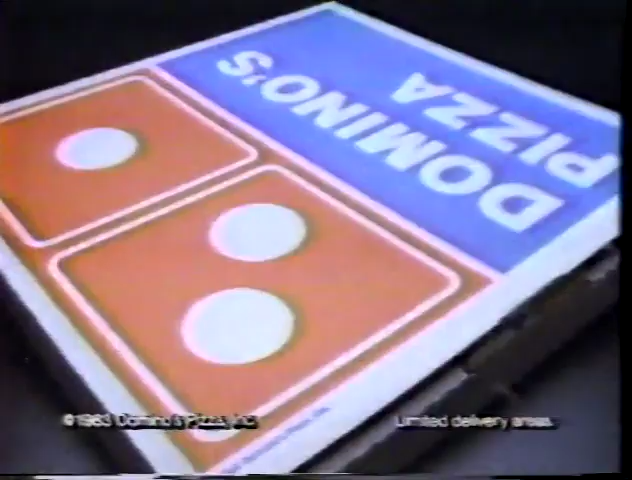 DOMINO'S
PIZZA
©1983 Domino's Pizza, Inc.
Limited delivery areas.